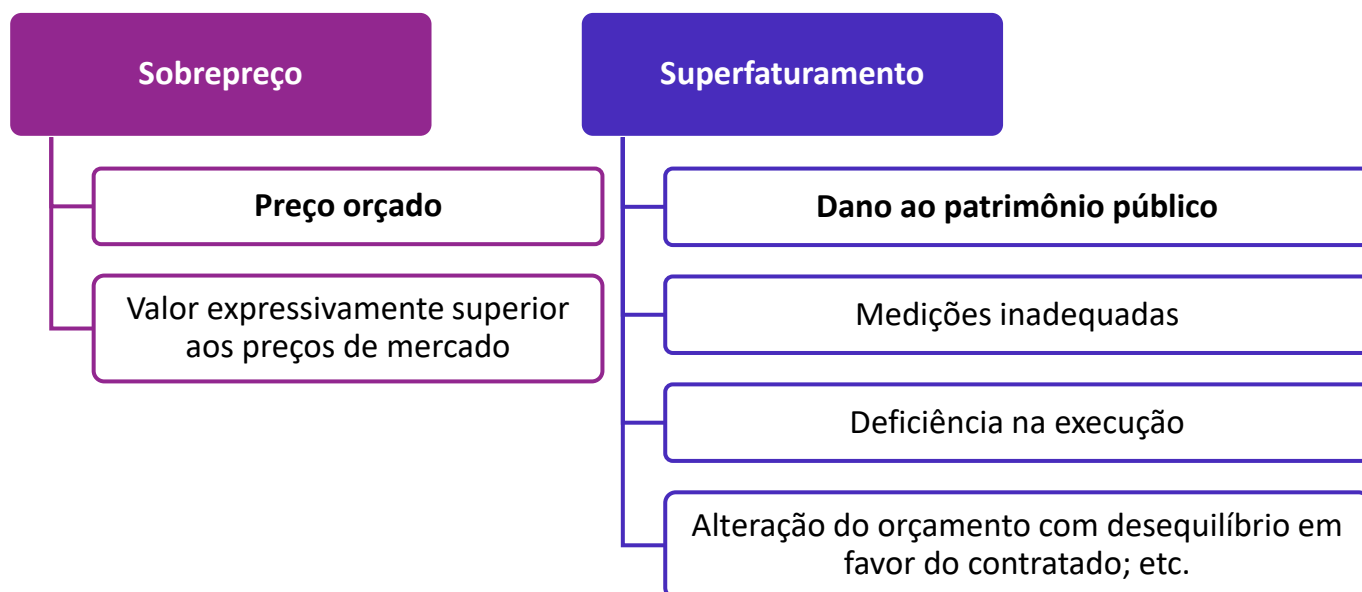 Sobrepreço
Preço orçado
Valor expressivamente superior
aos preços de mercado
Superfaturamento
Dano ao patrimônio público
Medições inadequadas
Deficiência na execução
Alteração do orçamento com desequilíbrio em
favor do contratado; etc.